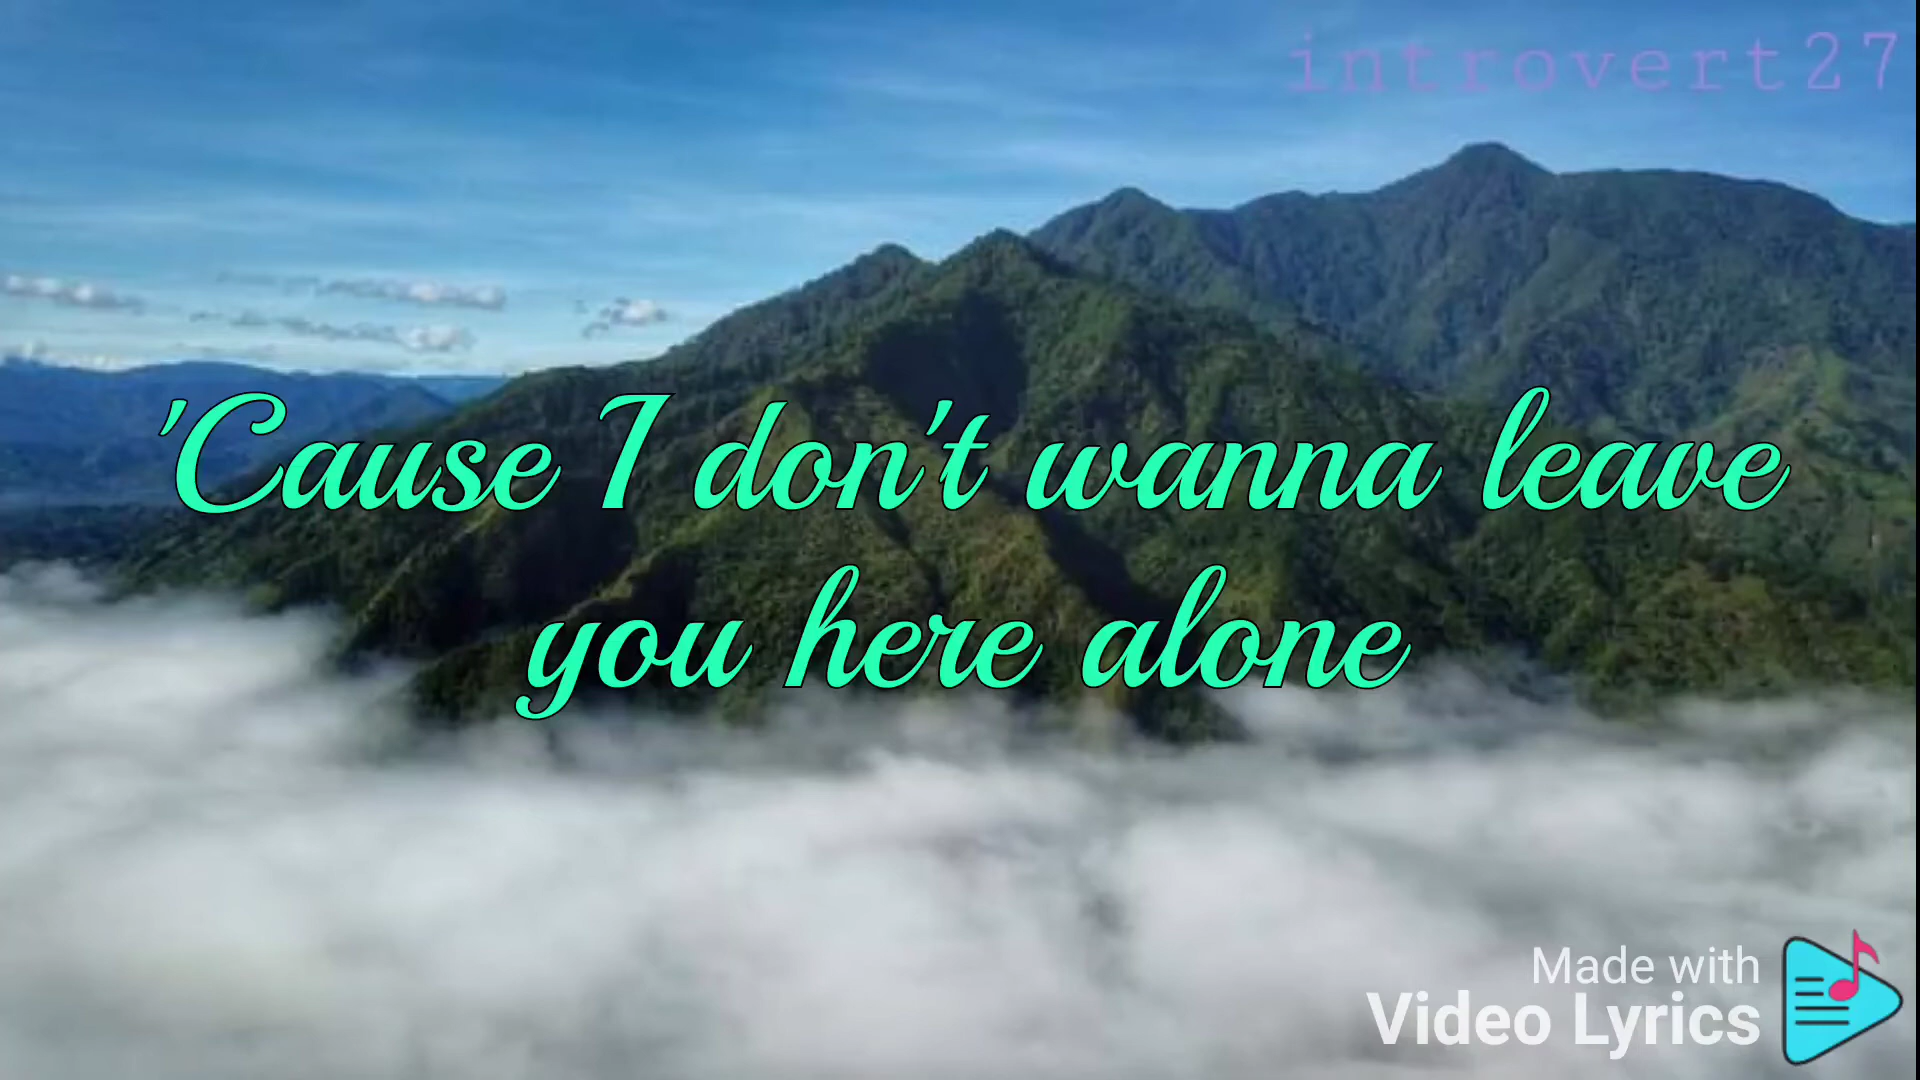 introvert27
'Cause I don't wanna leave
you here alone
Made with
Video Lyrics